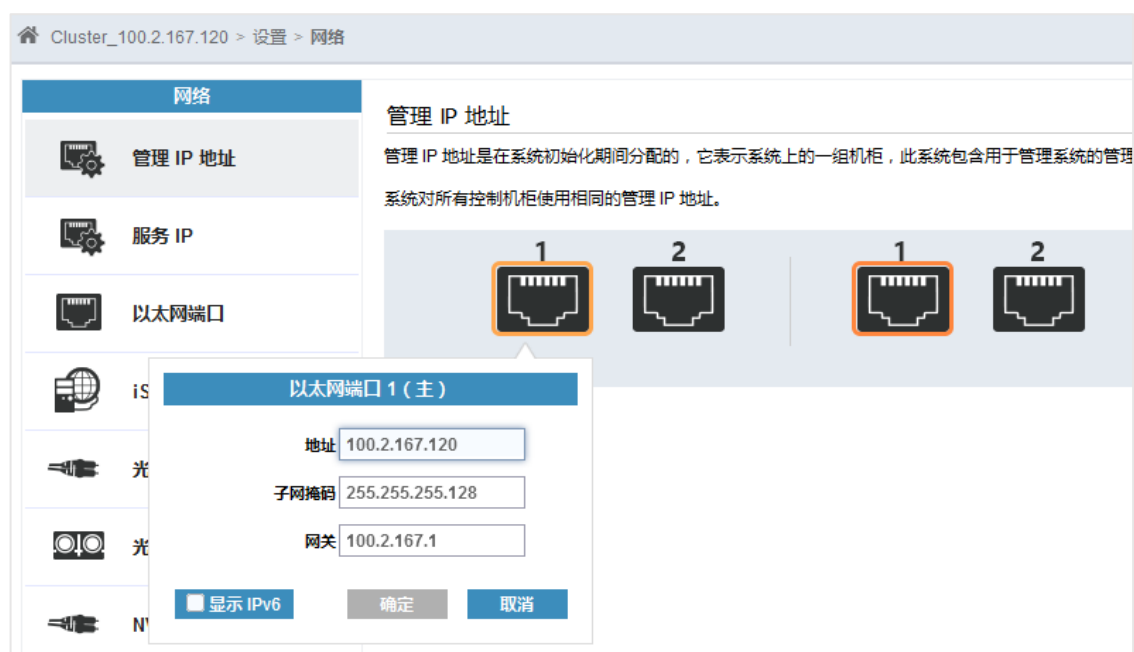 Cluster_100.2.167.120 > 设置 > 网络
网络
管理 IP 地址
服务 IP
以太网端口
iS
光
光
N
管理 IP 地址
管理 IP 地址是在系统初始化期间分配的，它表示系统上的一组机柜，此系统包含用于管理系统的管理
系统对所有控制机柜使用相同的管理 IP 地址。
1 2 1 2
以太网端口 1（主）
地址 100.2.167.120
子网掩码 255.255.255.128
网关 100.2.167.1
显示 IPv6 确定 取消